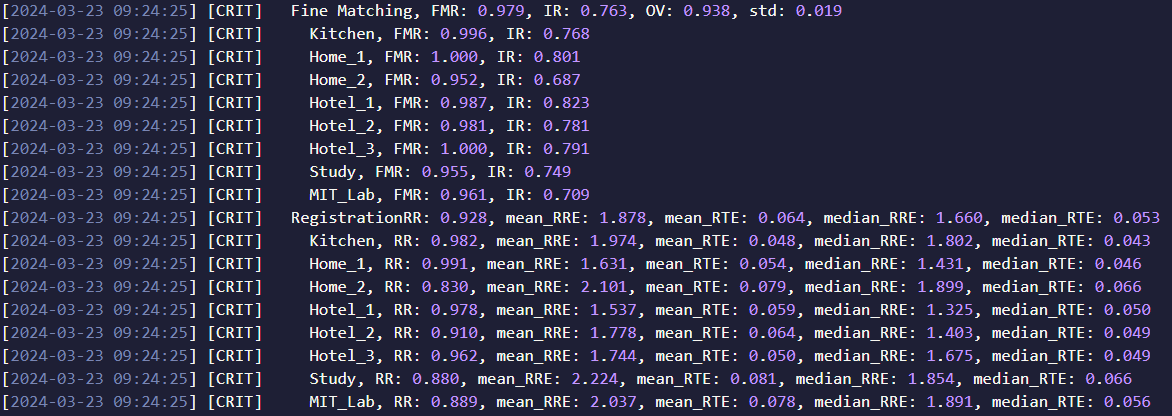 [2024-03-23 09:24:25] [CRIT]   Fine Matching, FMR: 0.979, IR: 0.763, OV: 0.938, std: 0.019
[2024-03-23 09:24:25] [CRIT]     Kitchen, FMR: 0.996, IR: 0.768
[2024-03-23 09:24:25] [CRIT]     Home_1, FMR: 1.000, IR: 0.801
[2024-03-23 09:24:25] [CRIT]     Home_2, FMR: 0.952, IR: 0.687
[2024-03-23 09:24:25] [CRIT]     Hotel_1, FMR: 0.987, IR: 0.823
[2024-03-23 09:24:25] [CRIT]     Hotel_2, FMR: 0.981, IR: 0.781
[2024-03-23 09:24:25] [CRIT]     Hotel_3, FMR: 1.000, IR: 0.791
[2024-03-23 09:24:25] [CRIT]     Study, FMR: 0.955, IR: 0.749
[2024-03-23 09:24:25] [CRIT]     MIT_Lab, FMR: 0.961, IR: 0.709
[2024-03-23 09:24:25] [CRIT]   RegistrationRR: 0.928, mean_RRE: 1.878, mean_RTE: 0.064, median_RRE: 1.660, median_RTE: 0.053
[2024-03-23 09:24:25] [CRIT]     Kitchen, RR: 0.982, mean_RRE: 1.974, mean_RTE: 0.048, median_RRE: 1.802, median_RTE: 0.043
[2024-03-23 09:24:25] [CRIT]     Home_1, RR: 0.991, mean_RRE: 1.631, mean_RTE: 0.054, median_RRE: 1.431, median_RTE: 0.046
[2024-03-23 09:24:25] [CRIT]     Home_2, RR: 0.830, mean_RRE: 2.101, mean_RTE: 0.079, median_RRE: 1.899, median_RTE: 0.066
[2024-03-23 09:24:25] [CRIT]     Hotel_1, RR: 0.978, mean_RRE: 1.537, mean_RTE: 0.059, median_RRE: 1.325, median_RTE: 0.050
[2024-03-23 09:24:25] [CRIT]     Hotel_2, RR: 0.910, mean_RRE: 1.778, mean_RTE: 0.064, median_RRE: 1.403, median_RTE: 0.049
[2024-03-23 09:24:25] [CRIT]     Hotel_3, RR: 0.962, mean_RRE: 1.744, mean_RTE: 0.050, median_RRE: 1.675, median_RTE: 0.049
[2024-03-23 09:24:25] [CRIT]     Study, RR: 0.880, mean_RRE: 2.224, mean_RTE: 0.081, median_RRE: 1.854, median_RTE: 0.066
[2024-03-23 09:24:25] [CRIT]     MIT_Lab, RR: 0.889, mean_RRE: 2.037, mean_RTE: 0.078, median_RRE: 1.891, median_RTE: 0.056